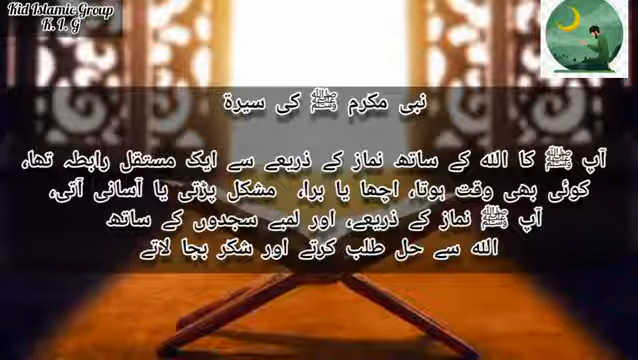 Kid Islamic Group
K. I. G
نبی مکرم ﷺ کی سیرۃ
آپ ﷺ کا اللہ کے ساتھ نماز کے ذریعے سے ایک مستقل رابطہ تھا،
کوئی بھی وقت ہوتا، اچھا یا برا، مشکل پڑتی یا آسانی آتی،
آپ ﷺ نماز کے ذریعے، اور لمبے سجدوں کے ساتھ
اللہ سے حل طلب کرتے اور شکر بجا لاتے